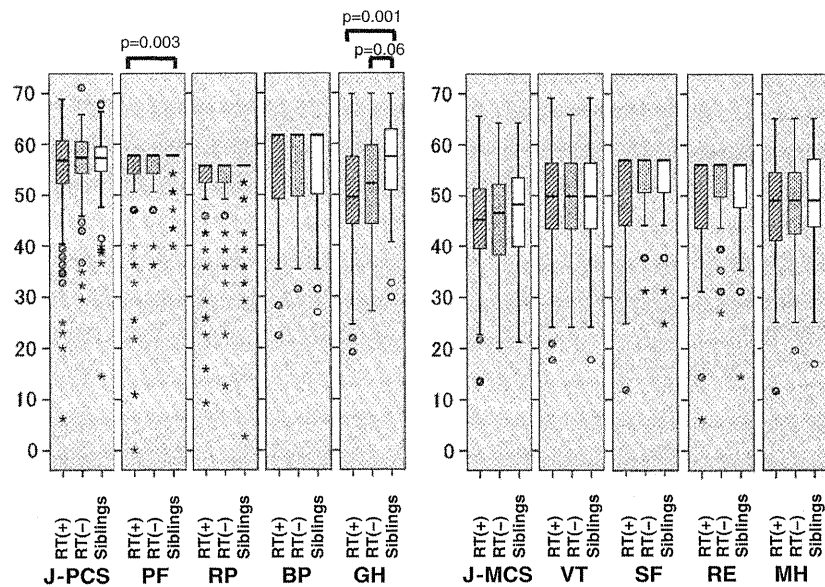 p=0.001
p=0.003
p=0.06
70
60
50
40
30
20
10
0
70
60
50
40
30
20
10
0
RT(+) RT(−) Siblings RT(+) RT(−) Siblings RT(+) RT(−) Siblings RT(+) RT(−) Siblings RT(+) RT(−) Siblings
J-PCS PF RP BP GH
RT(+) RT(−) Siblings RT(+) RT(−) Siblings RT(+) RT(−) Siblings RT(+) RT(−) Siblings RT(+) RT(−) Siblings
J-MCS VT SF RE MH